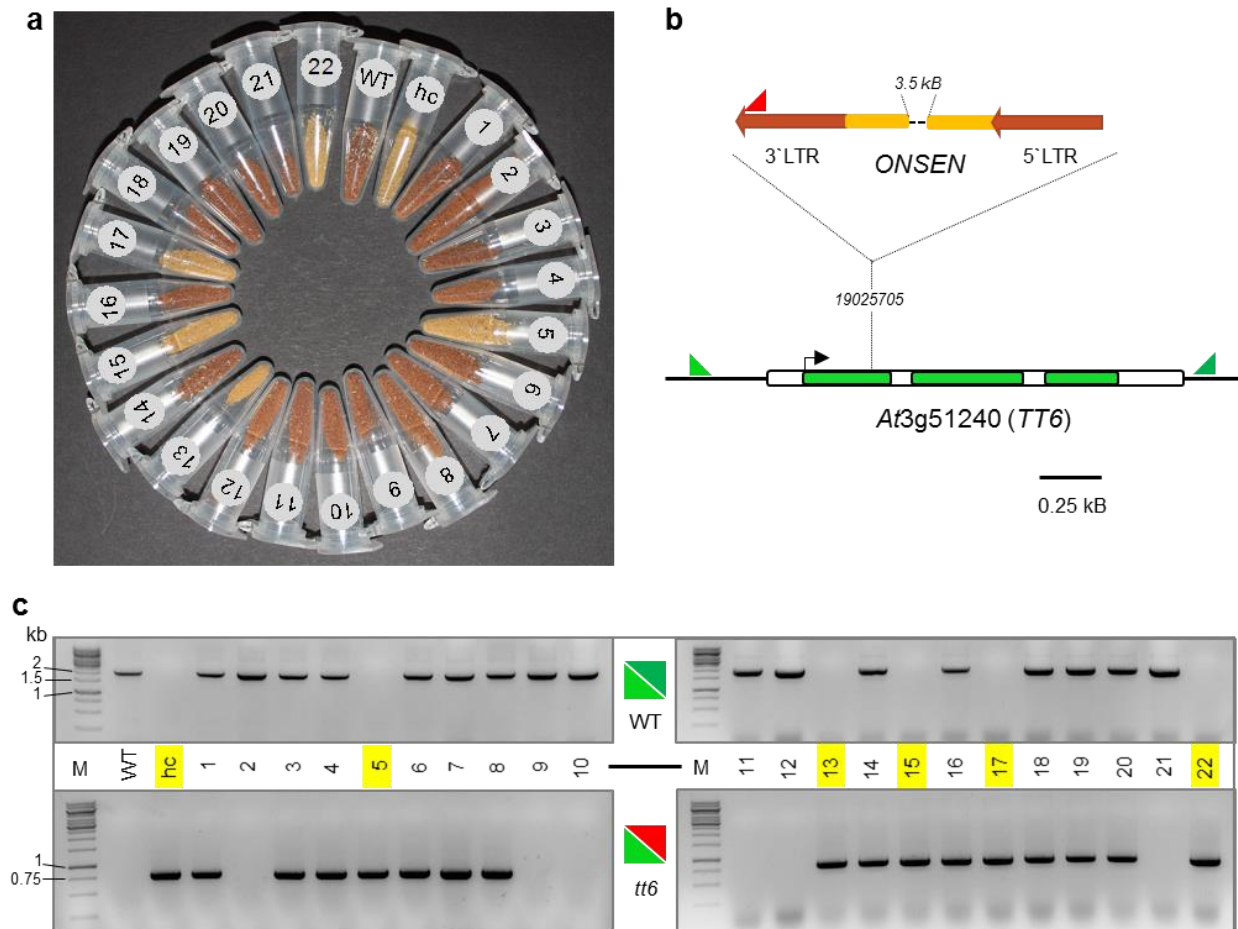 a
22
WT
hc
1
2
3
4
5
6
7
8
9
10
11
12
13
14
15
16
17
18
19
20
21
b
3.5 kB
3`LTR
ONSEN
5`LTR
19025705
At3g51240 (TT6)
0.25 kB
c
kb
2
1.5
1
WT
M WT hc 1 2 3 4 5 6 7 8 9 10 M 11 12 13 14 15 16 17 18 19 20 21 22
1
0.75
tt6